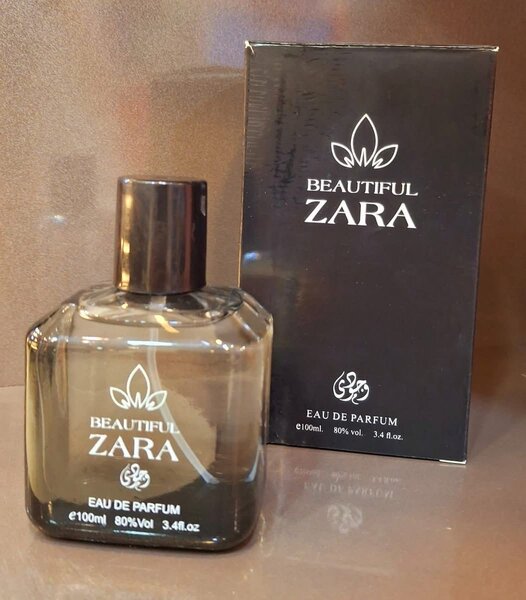 BEAUTIFUL
ZARA
EAU DE PARFUM
℮100ml. 80% vol. 3.4 fl.oz.
BEAUTIFUL
ZARA
EAU DE PARFUM
℮100ml 80%Vol 3.4fl.oz